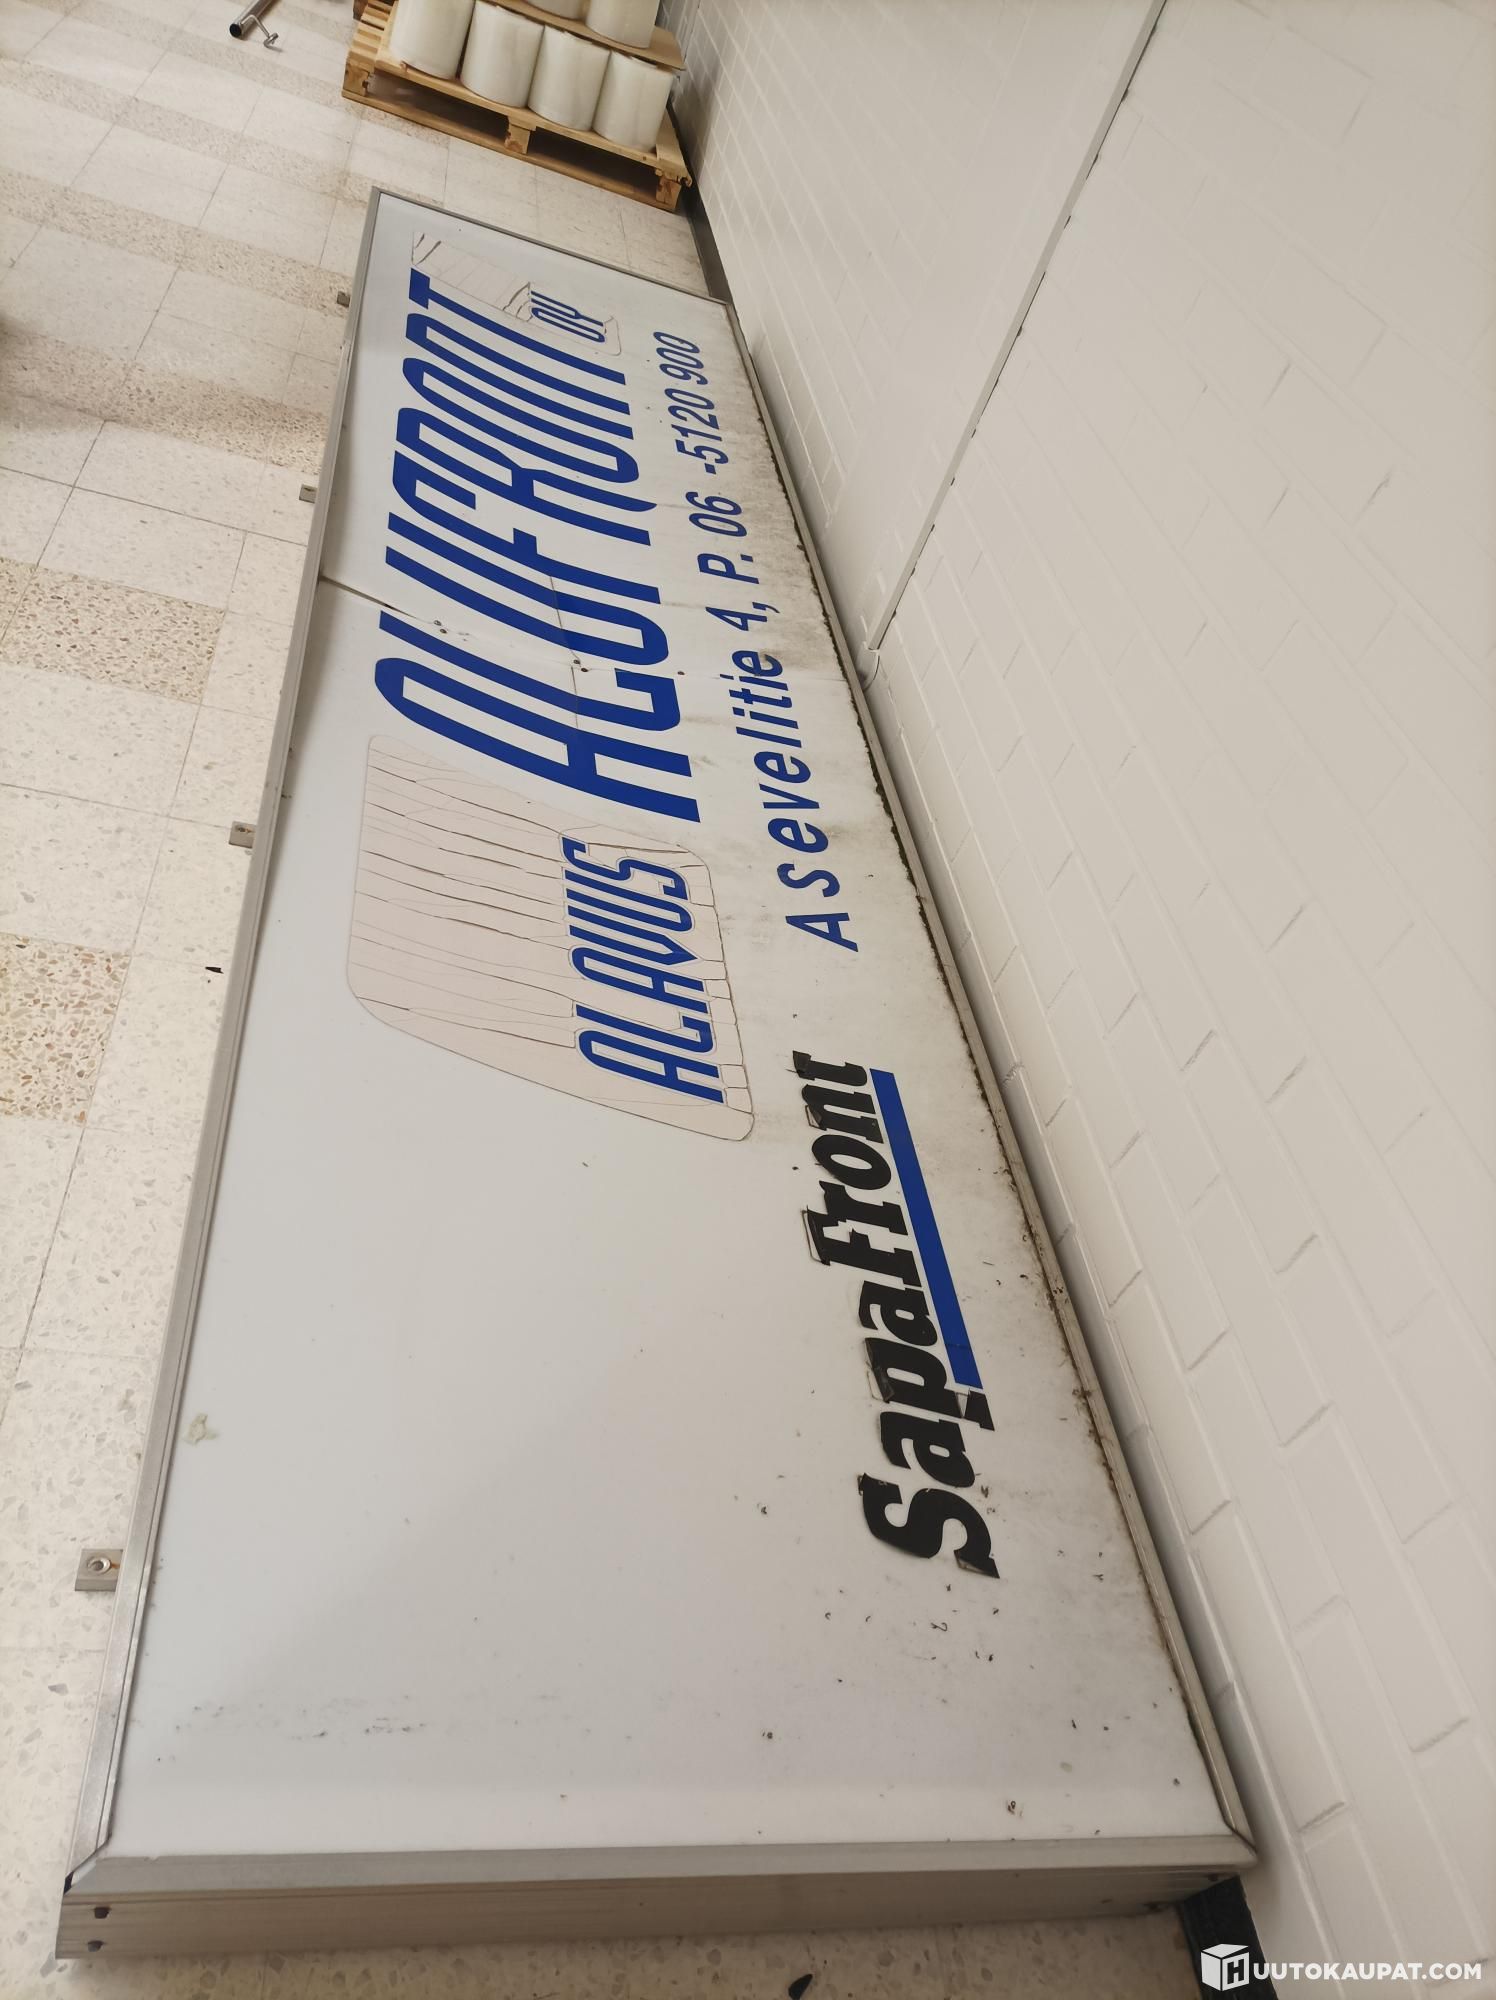 ALAVUS ALUFRONT OY
Asevelitie 4, P. 06 -5120 900
SapaFront
HUUTOKAUPAT.COM